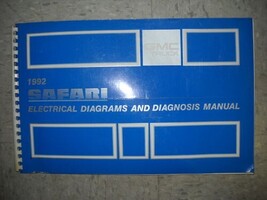 GMC
1992
SAFARI
ELECTRICAL DIAGRAMS AND DIAGNOSIS MANUAL